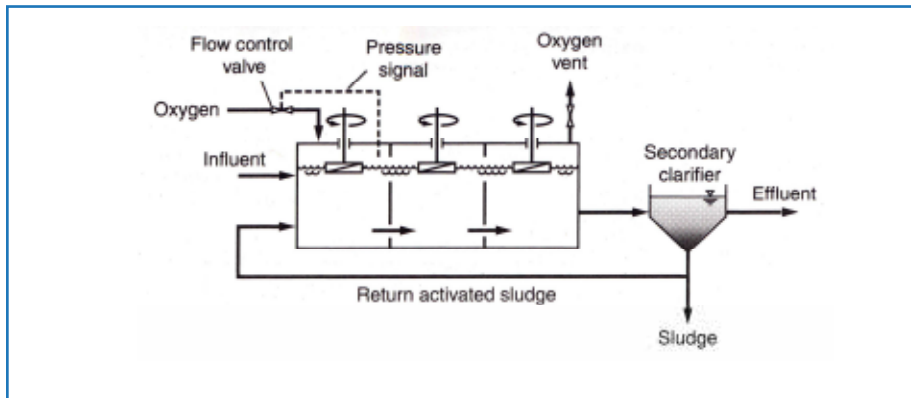 Flow control
valve
Pressure
signal
Oxygen
vent
Oxygen
Influent
Secondary
clarifier
Effluent
Return activated sludge
Sludge